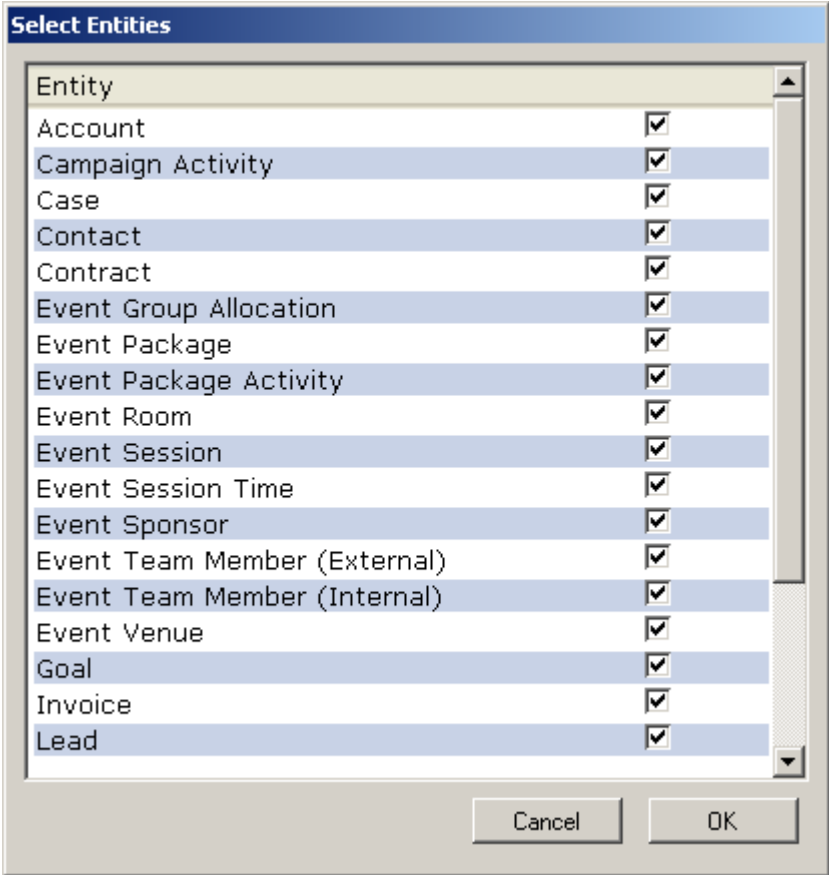 Select Entities
Entity
Account
Campaign Activity
Case
Contact
Contract
Event Group Allocation
Event Package
Event Package Activity
Event Room
Event Session
Event Session Time
Event Sponsor
Event Team Member (External)
Event Team Member (Internal)
Event Venue
Goal
Invoice
Lead
Cancel OK